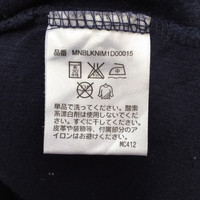 品番 MNBLKNIM1D00015
単品で洗ってください。酸素
系漂白剤は使用しないでくだ
さい。すぐに干してください。
皮革や装飾等、付属部分のア
イロンはお避けください。
MC412